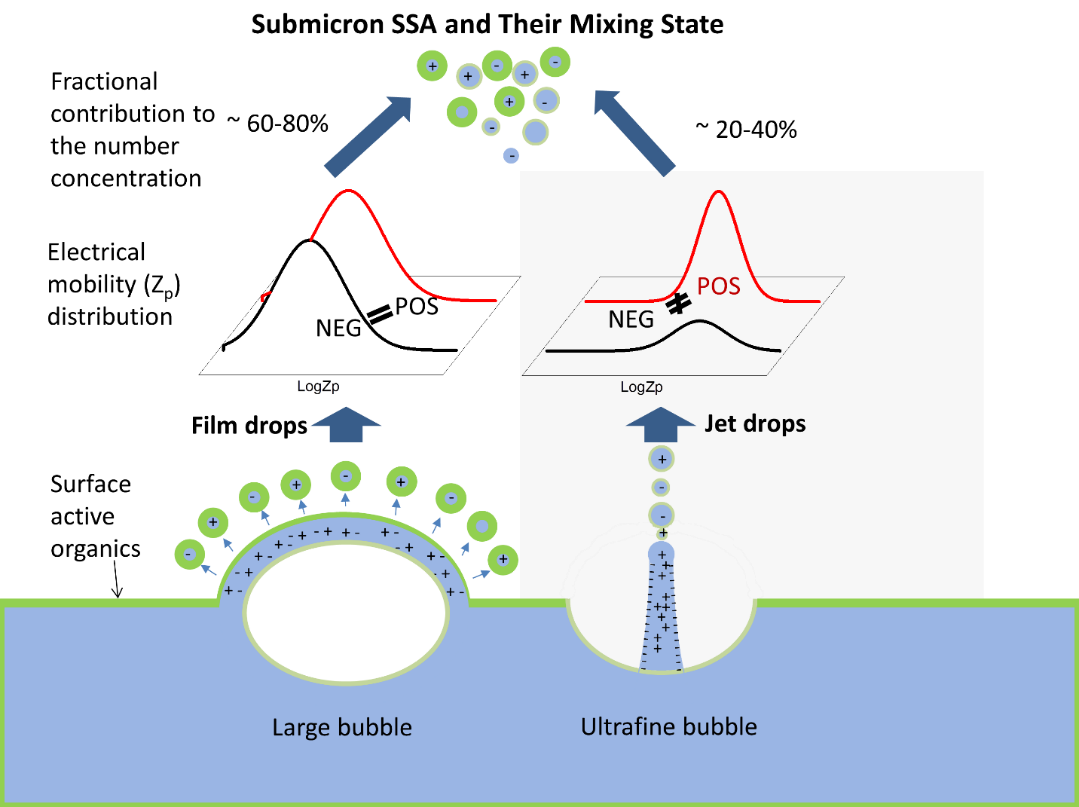 Submicron SSA and Their Mixing State
Fractional
contribution to
the number
concentration
~ 60-80%
~ 20-40%
Electrical
mobility (Zp)
distribution
POS
NEG
LogZp
POS
NEG
LogZp
Film drops
Jet drops
Surface
active
organics
Large bubble
Ultrafine bubble